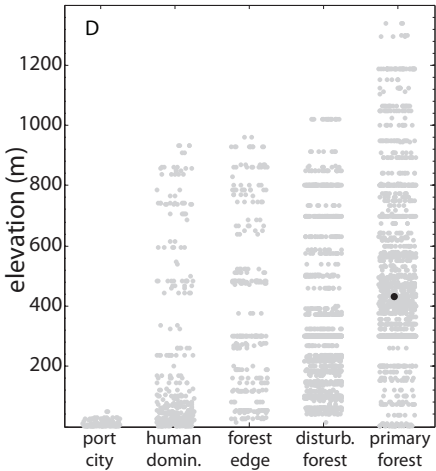 D
1200
1000
800
600
400
200
elevation (m)
port city
human domin.
forest edge
disturb. forest
primary forest